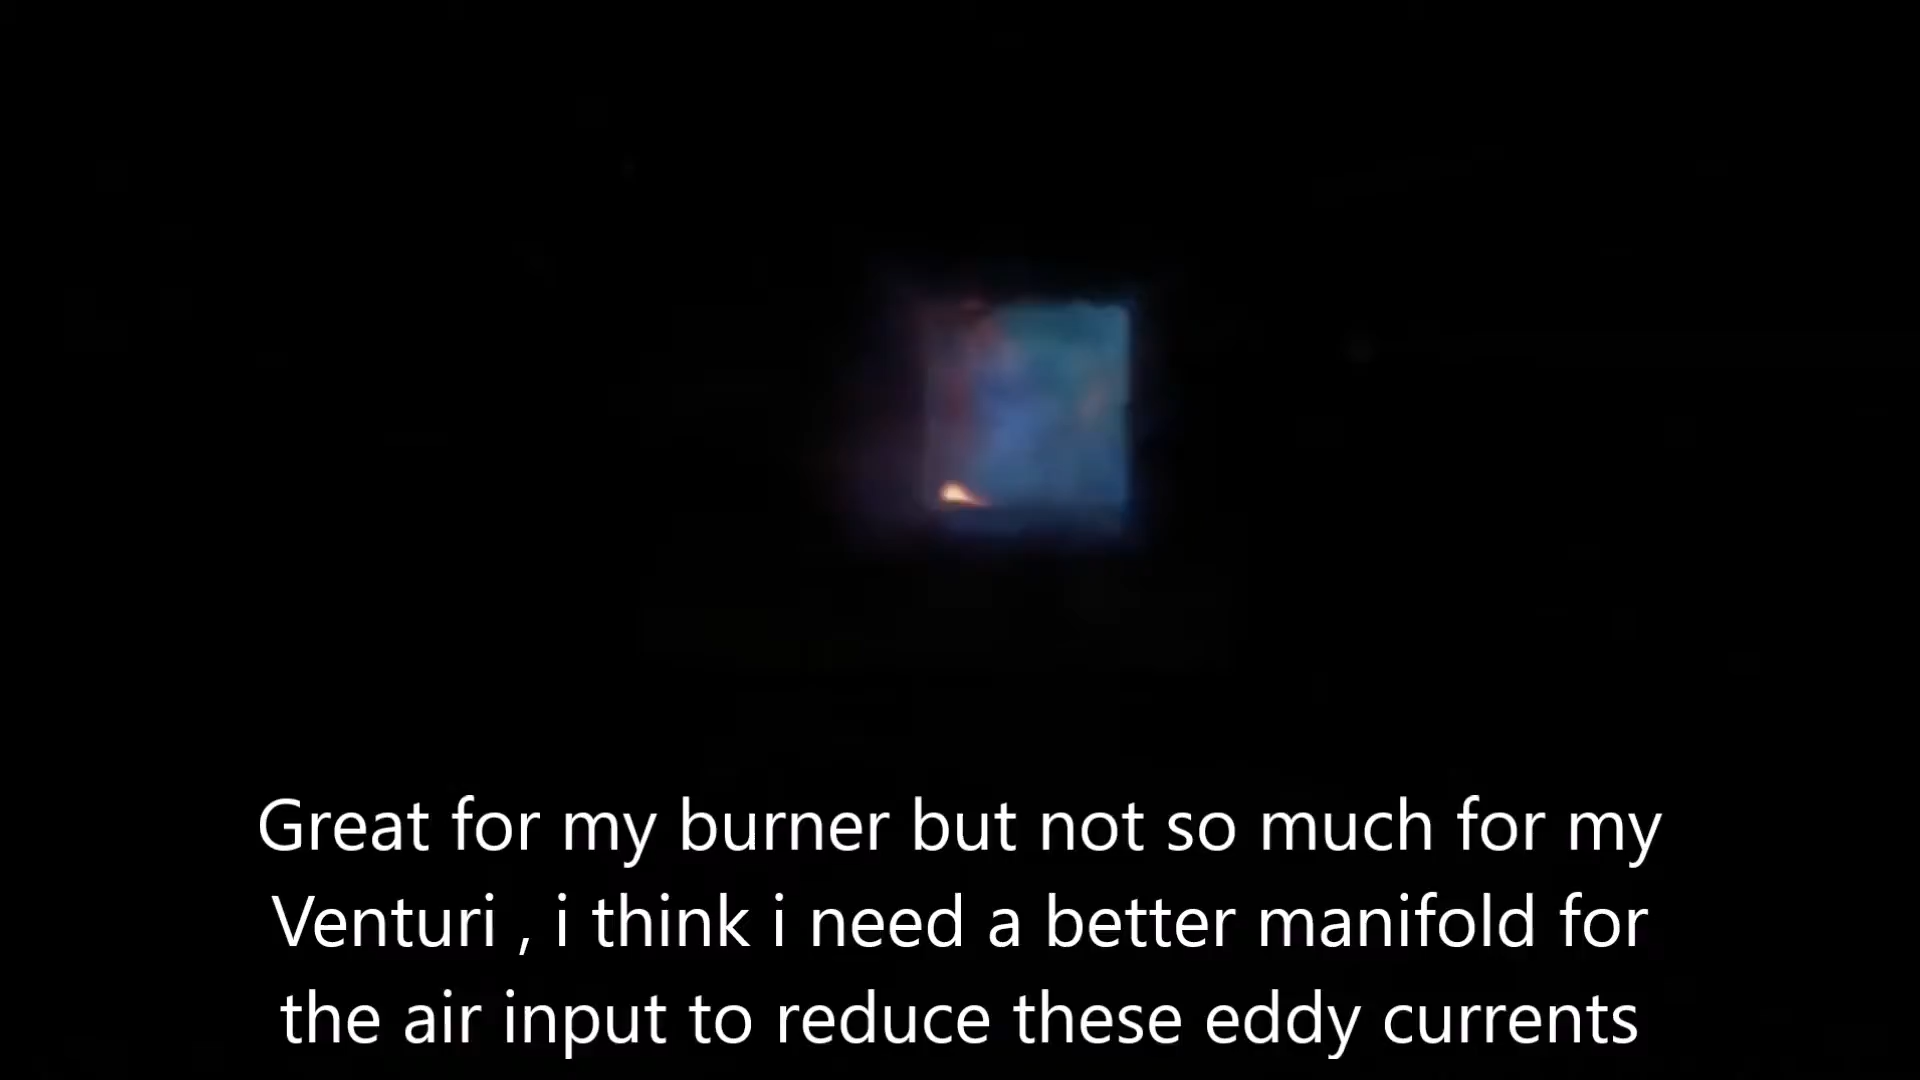 Great for my burner but not so much for my
Venturi , i think i need a better manifold for
the air input to reduce these eddy currents